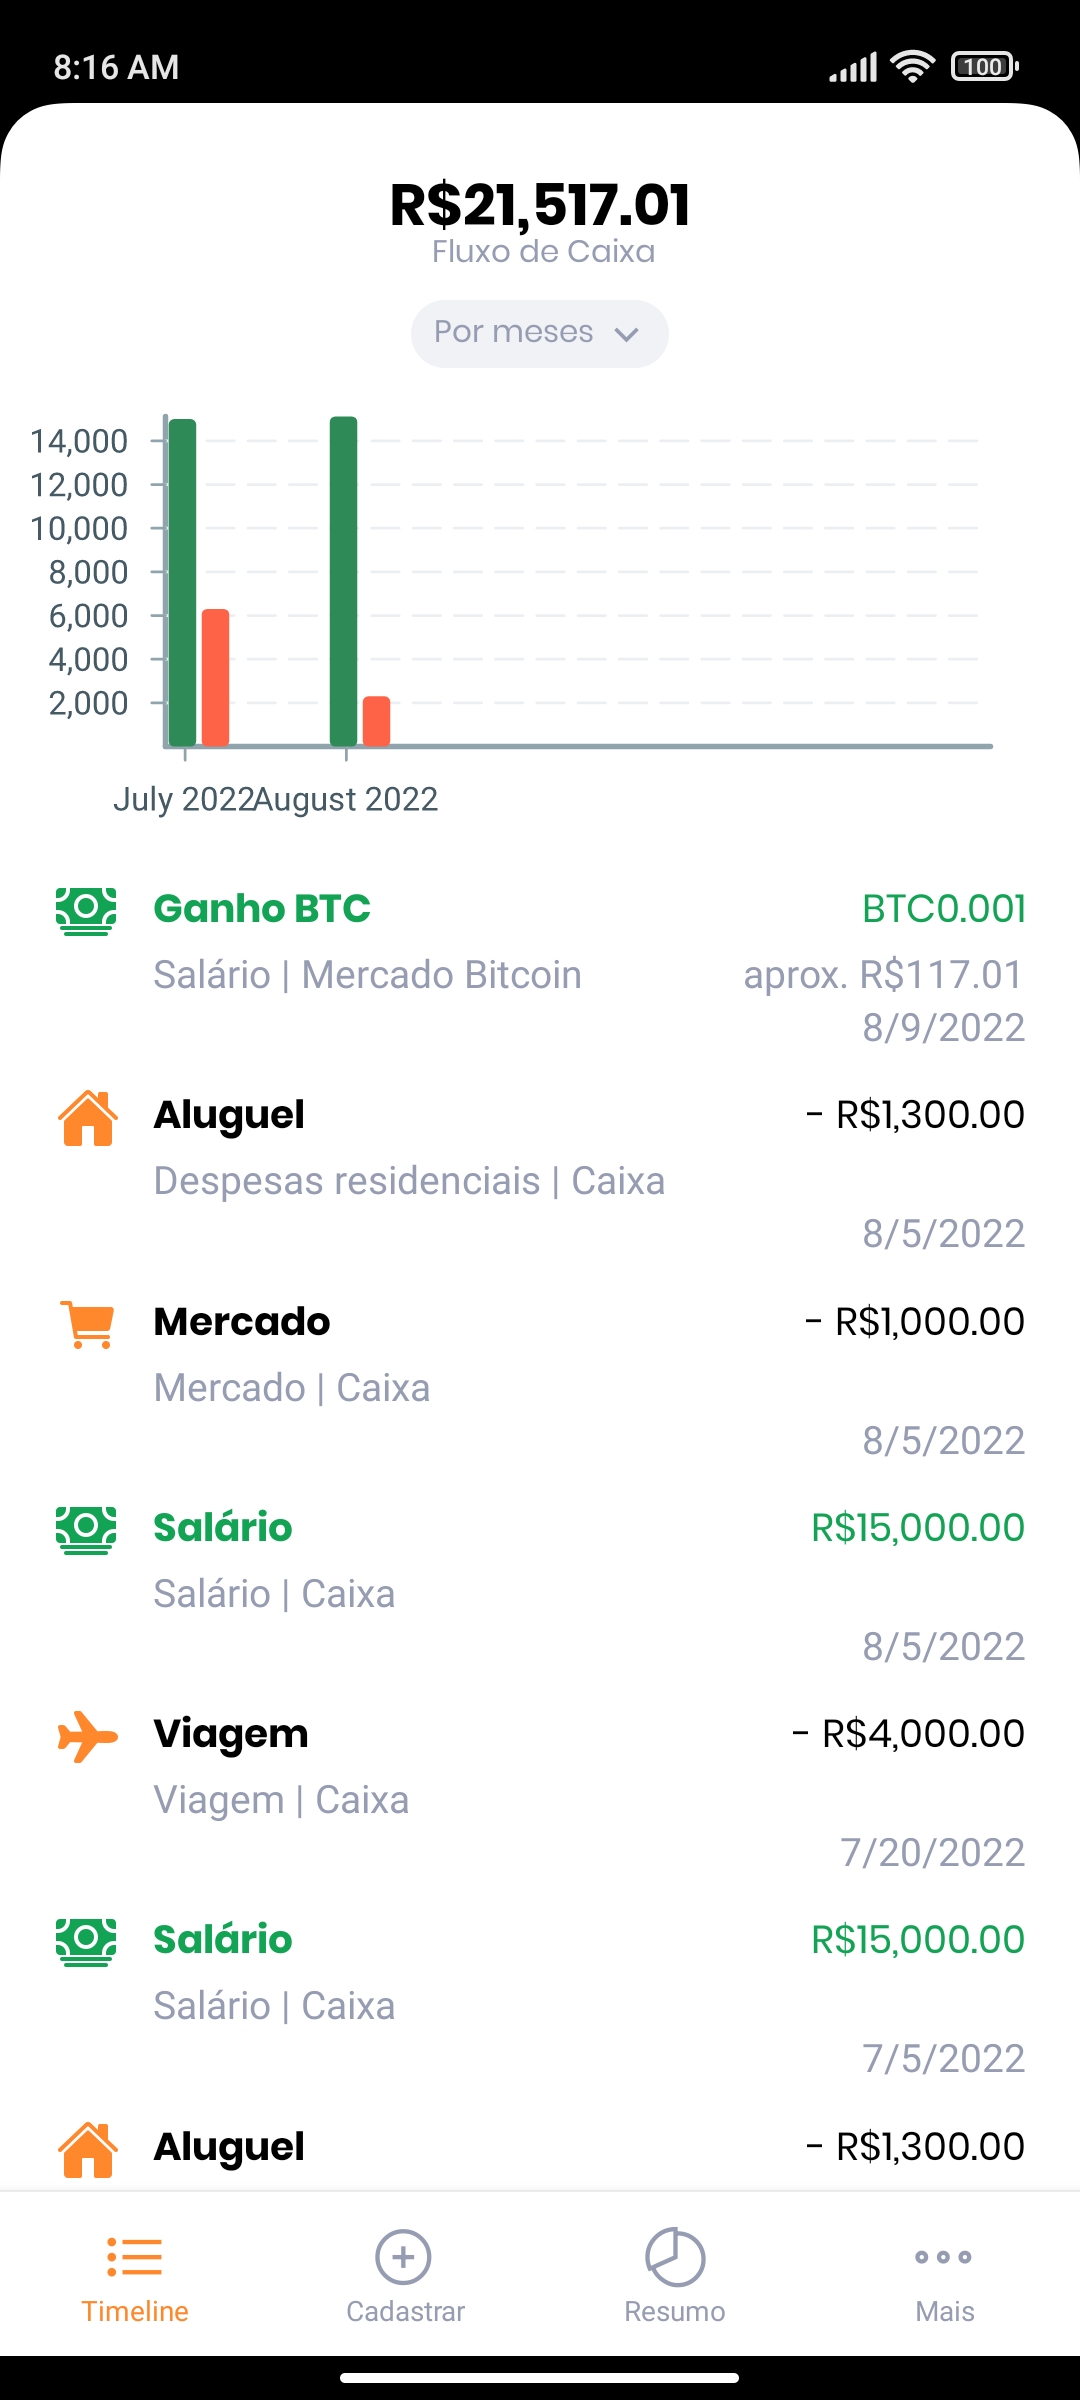 8:16 AM
100
R$21,517.01
Fluxo de Caixa
Por meses
14,000
12,000
10,000
8,000
6,000
4,000
2,000
July 2022
August 2022
Ganho BTC
BTC0.001
Salário | Mercado Bitcoin
aprox. R$117.01
8/9/2022
Aluguel
- R$1,300.00
Despesas residenciais | Caixa
8/5/2022
Mercado
- R$1,000.00
Mercado | Caixa
8/5/2022
Salário
R$15,000.00
Salário | Caixa
8/5/2022
Viagem
- R$4,000.00
Viagem | Caixa
7/20/2022
Salário
R$15,000.00
Salário | Caixa
7/5/2022
Aluguel
- R$1,300.00
Timeline
Cadastrar
Resumo
Mais